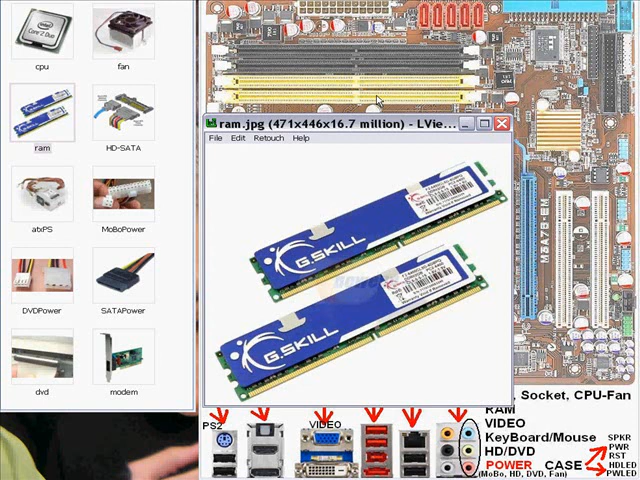 cpu
fan
ram
HD-SATA
atxPS
MoBoPower
DVDPower
SATAPower
dvd
modem
ram.jpg (471x446x16.7 million) - LVie...
File Edit Retouch Help
G.SKILL
G.SKILL
M3A78-EM
, Socket, CPU-Fan
RAM
VIDEO
KeyBoard/Mouse
HD/DVD
POWER CASE
(MoBo, HD, DVD, Fan)
SPKR
PWR
RST
HDLED
PWLED
PS2
VIDEO